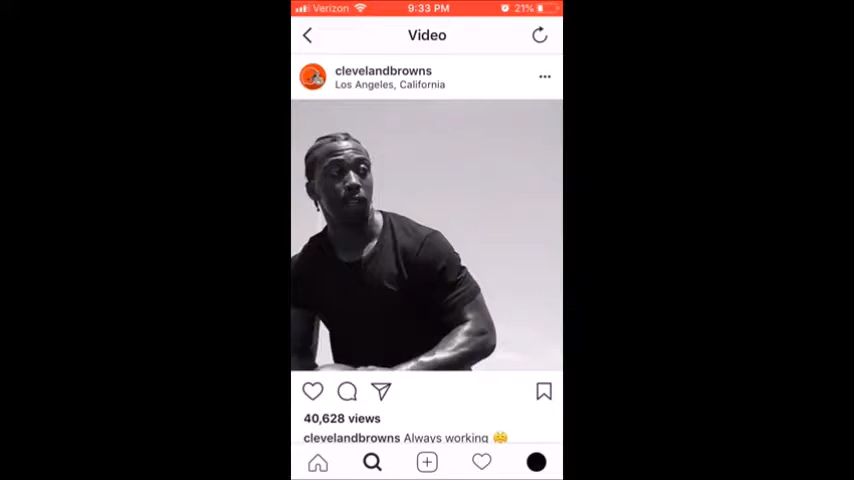 Verizon 9:33 PM 21%
Video
clevelandbrowns
Los Angeles, California
40,628 views
clevelandbrowns Always working